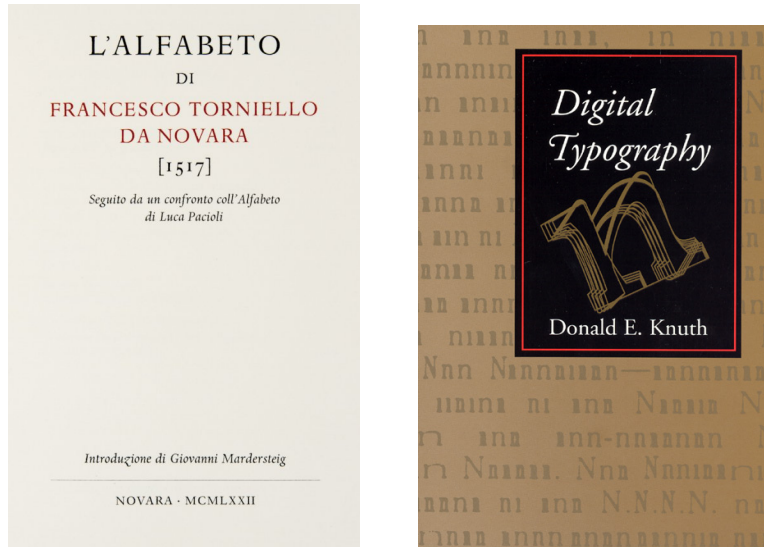 L'ALFABETO
DI
FRANCESCO TORNIELLO
DA NOVARA
[1517]
Seguito da un confronto coll'Alfabeto
di Luca Pacioli
Introduzione di Giovanni Mardersteig
NOVARA · MCMLXXII
Digital
Typography
Donald E. Knuth